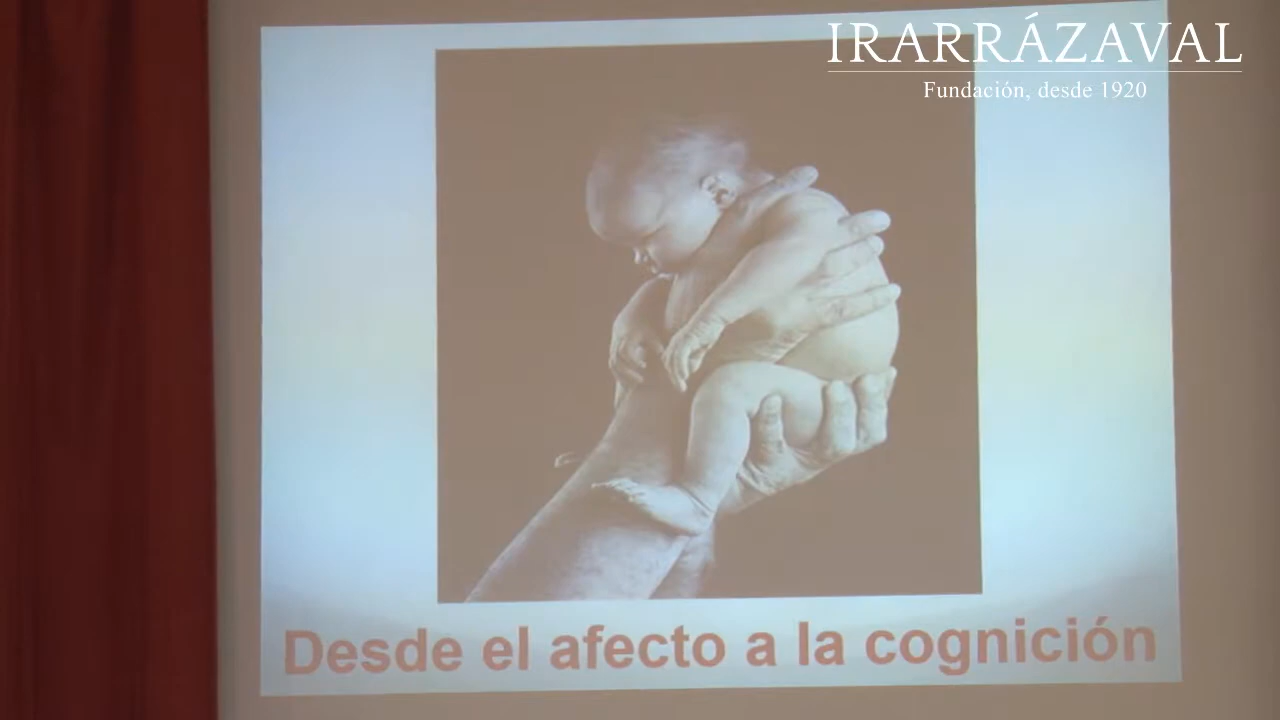 IRARRÁZAVAL
Fundación, desde 1920
Desde el afecto a la cognición